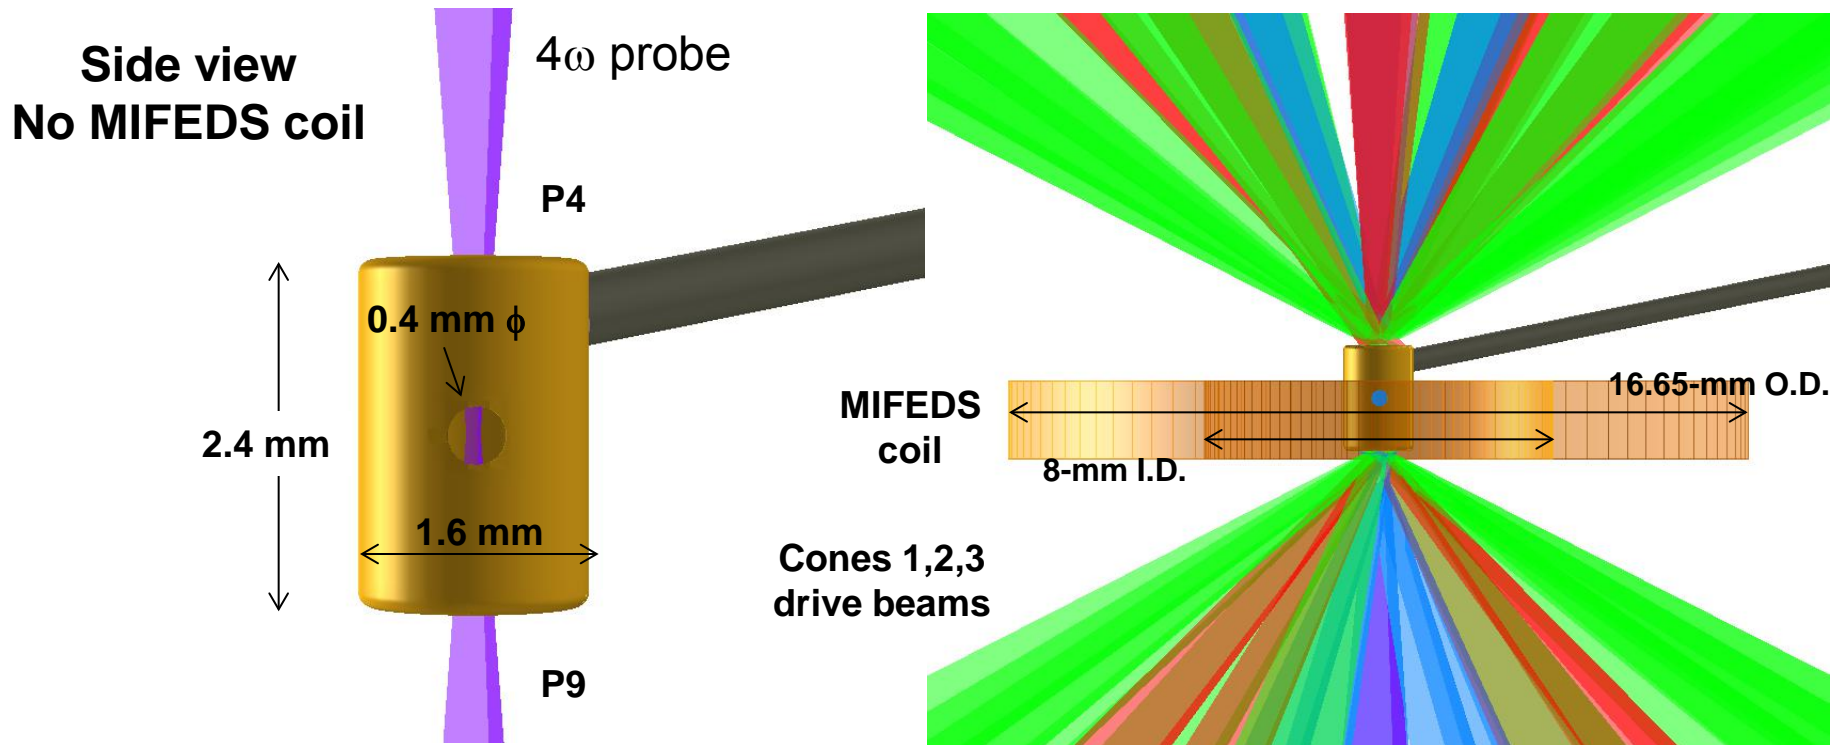 Side view
No MIFEDS coil
4ω probe
P4
0.4 mm ϕ
2.4 mm
1.6 mm
P9
MIFEDS
coil
16.65-mm O.D.
8-mm I.D.
Cones 1,2,3
drive beams